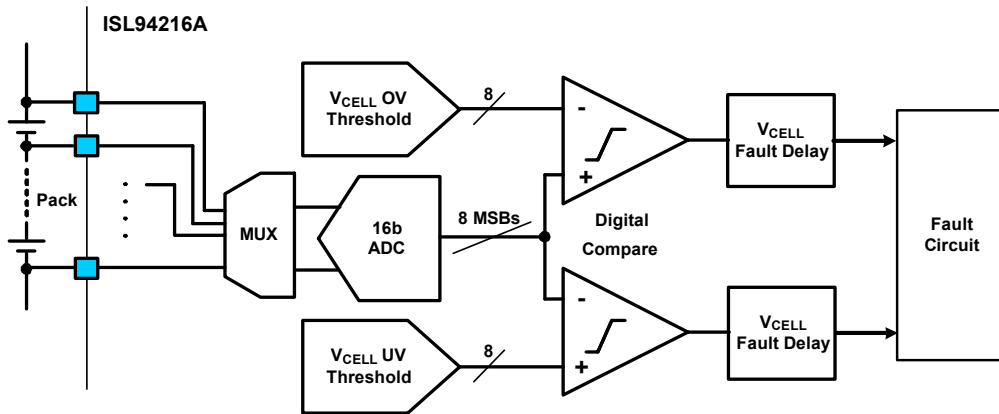 ISL94216A
Pack
MUX
16b
ADC
8 MSBs
VCELL OV
Threshold
8
VCELL UV
Threshold
8
-
+
Digital
Compare
-
+
VCELL
Fault Delay
VCELL
Fault Delay
Fault
Circuit